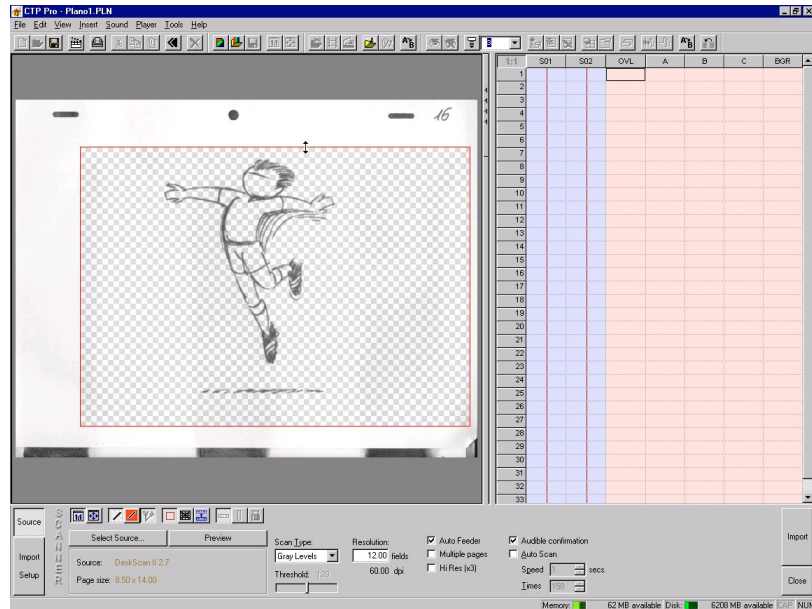 CTP Pro - Plano1.PLN
File Edit View Insert Sound Player Tools Help
1:1 S01 S02 OVL A B C BGR
1
2
3
4
5
6
7
8
9
10
11
12
13
14
15
16
17
18
19
20
21
22
23
24
25
26
27
28
29
30
31
32
33
16
Source
Import
Setup
SCANNER
Select Source... Preview
Source: DeskScan II 2.7
Page size: 8.50 x 14.00
Scan Type: Resolution:
Gray Levels 12.00 fields
Threshold: 128 60.00 dpi
Auto Feeder
Multiple pages
Hi Res (x3)
Audible confirmation
Auto Scan
Speed 1 secs.
Times 150
Import
Close
Memory: 62 MB available Disk: 6208 MB available CAP NUM